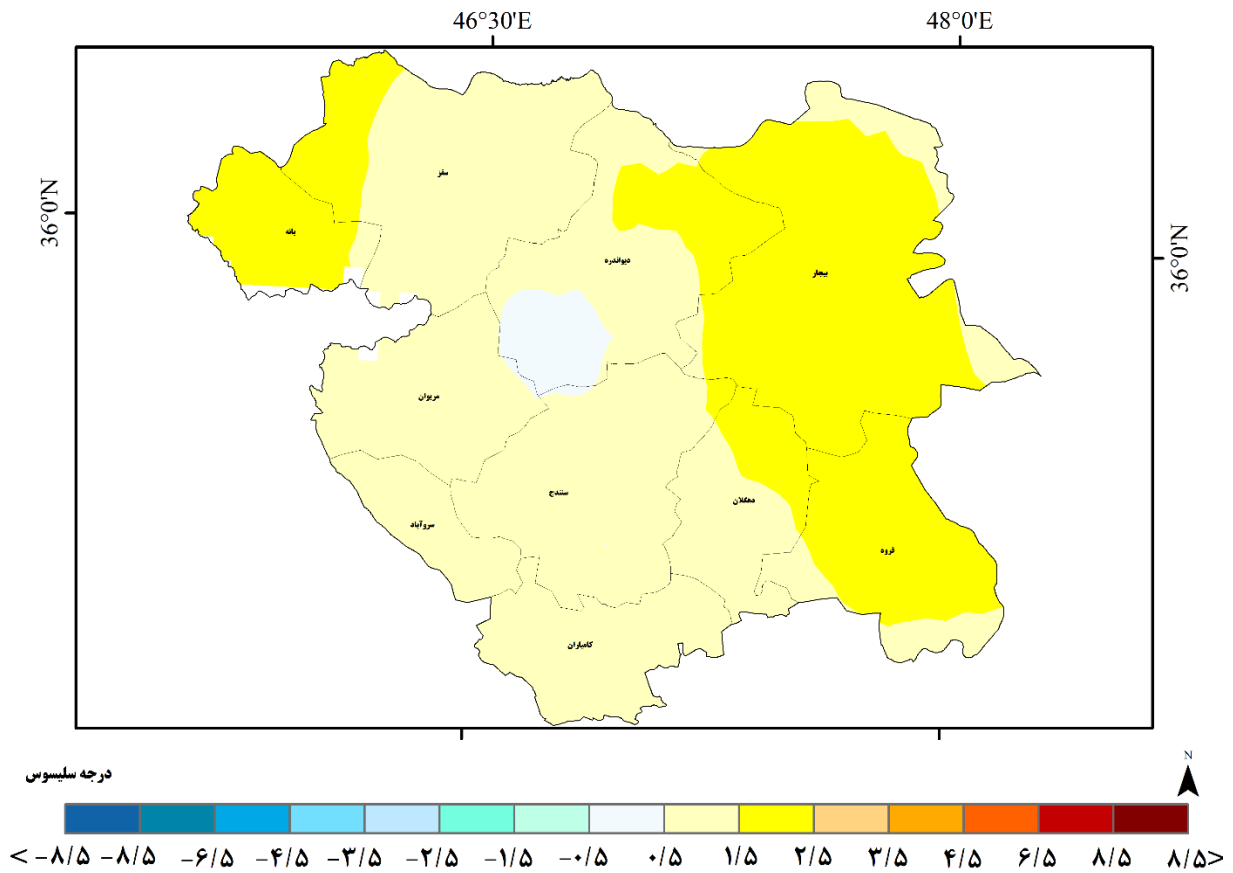 46°30'E 48°0'E
36°0'N
36°0'N
سقز
بانه
دیواندره
بیجار
مریوان
سنندج
دهگلان
سروآباد
قروه
کامیاران
درجه سلیسوس
N
< -۸/۵ -۸/۵ -۶/۵ -۴/۵ -۳/۵ -۲/۵ -۱/۵ -۰/۵ ۰/۵ ۱/۵ ۲/۵ ۳/۵ ۴/۵ ۶/۵ ۸/۵ ۸/۵<